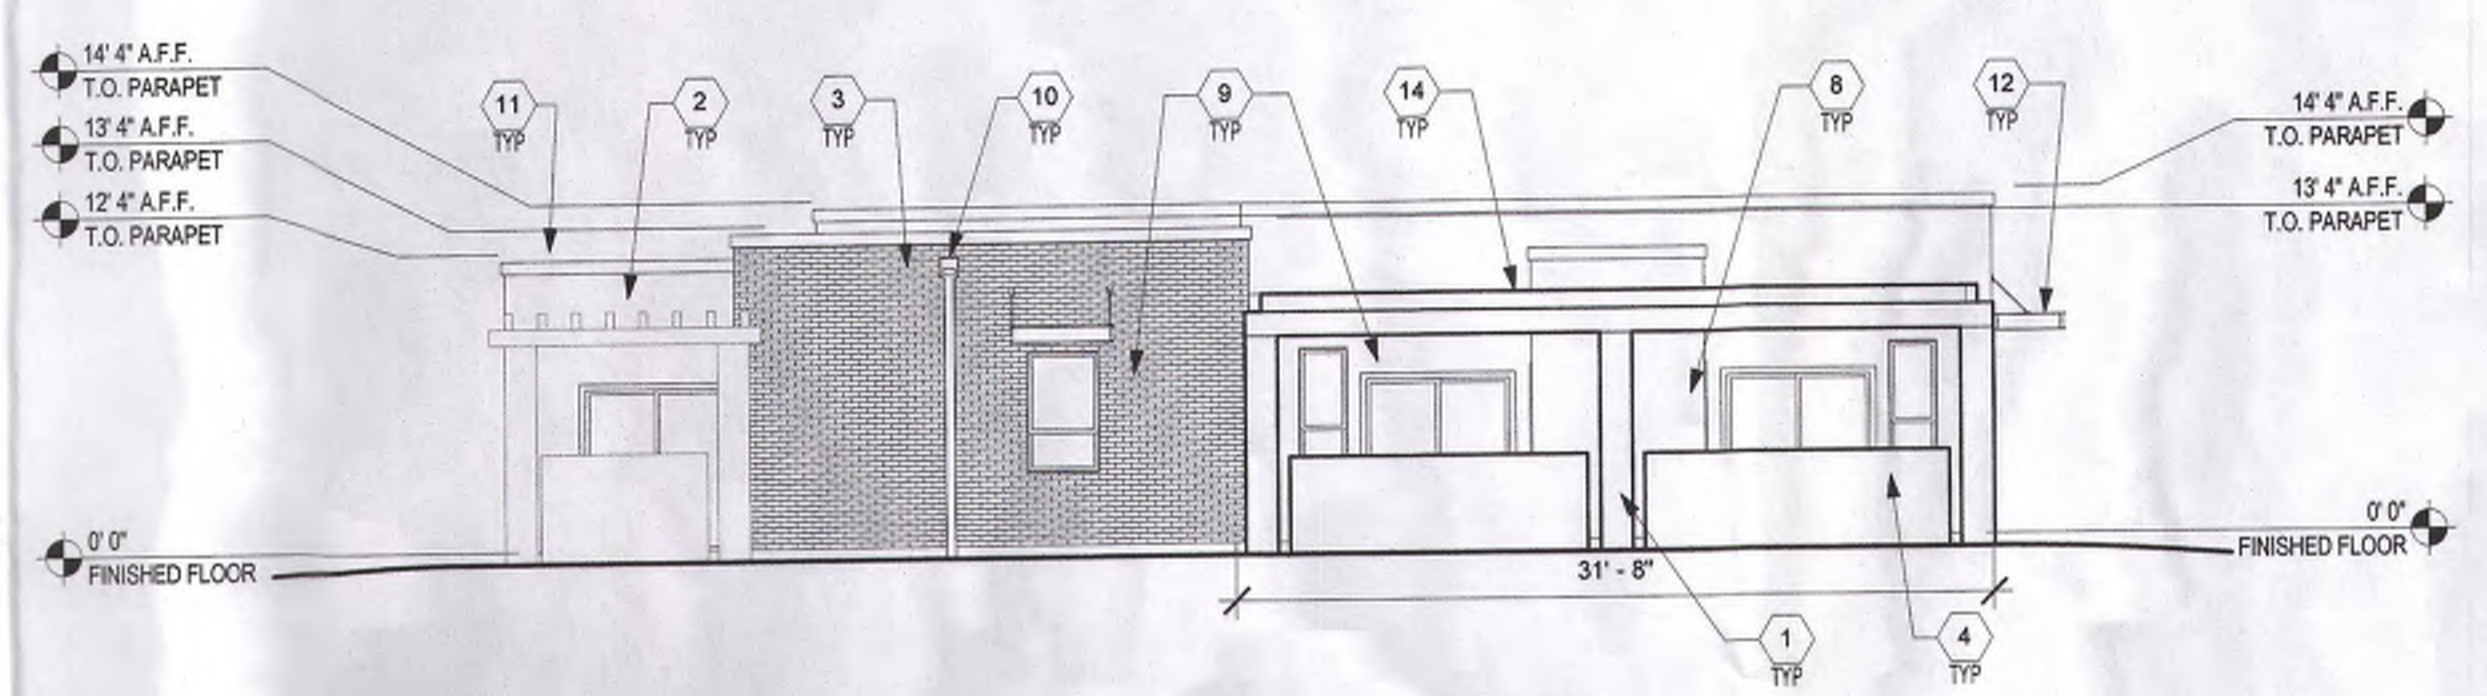 14' 4" A.F.F.
T.O. PARAPET
13' 4" A.F.F.
T.O. PARAPET
12' 4" A.F.F.
T.O. PARAPET
0' 0"
FINISHED FLOOR
11
TYP
2
TYP
3
TYP
10
TYP
9
TYP
14
TYP
8
TYP
12
TYP
14' 4" A.F.F.
T.O. PARAPET
13' 4" A.F.F.
T.O. PARAPET
0' 0"
FINISHED FLOOR
31' - 8"
1
TYP
4
TYP